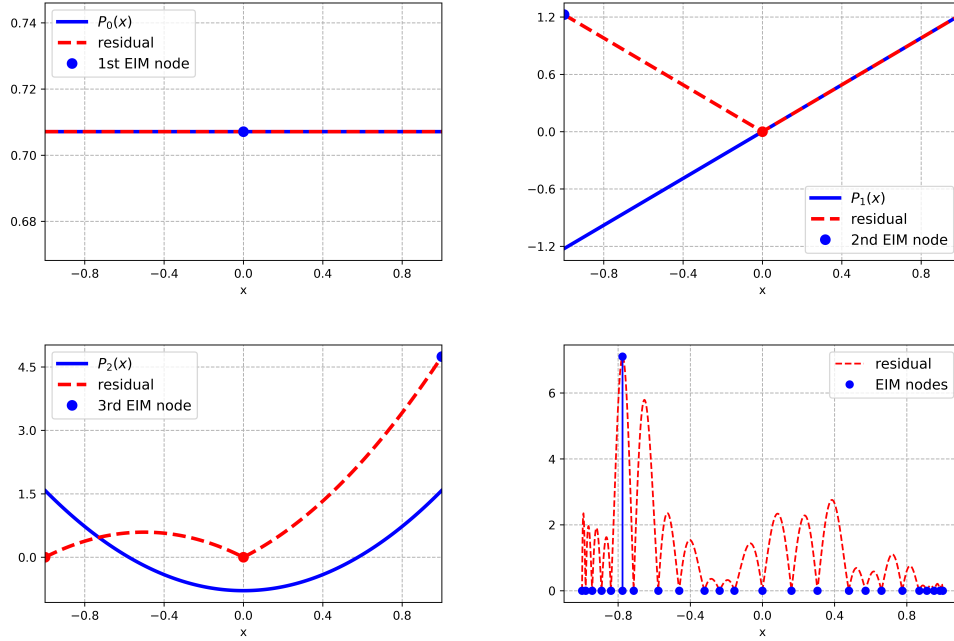 0.74
0.72
0.70
0.68
−0.8
−0.4
0.0
0.4
0.8
x
P₀(x)
residual
1st EIM node
1.2
0.6
0.0
−0.6
−1.2
−0.8
−0.4
0.0
0.4
0.8
x
P₁(x)
residual
2nd EIM node
4.5
3.0
1.5
0.0
−0.8
−0.4
0.0
0.4
0.8
x
P₂(x)
residual
3rd EIM node
6
4
2
0
−0.8
−0.4
0.0
0.4
0.8
x
residual
EIM nodes